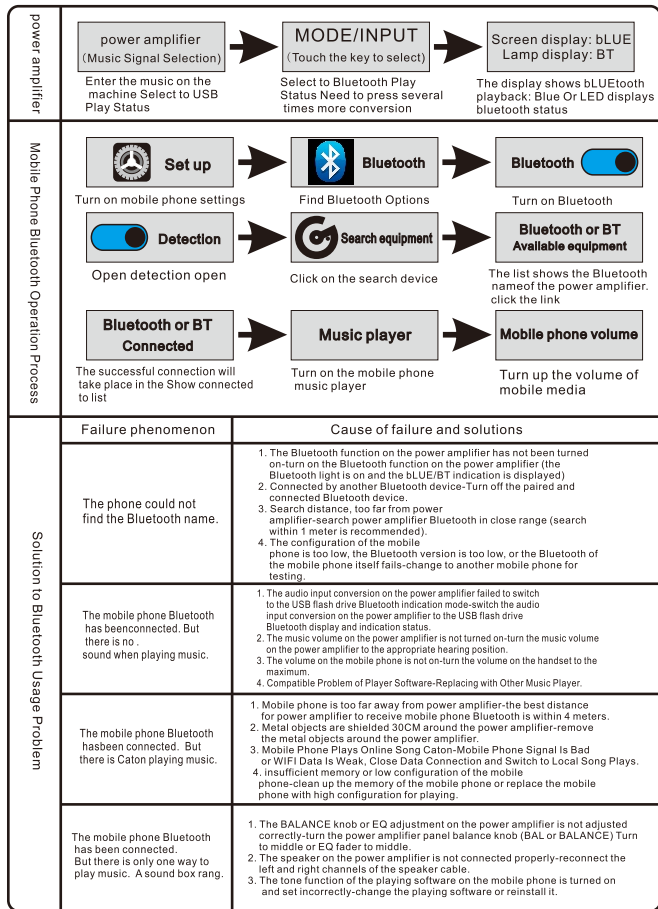 power amplifier
power amplifier
(Music Signal Selection)
Enter the music on the
machine Select to USB
Play Status
MODE/INPUT
(Touch the key to select)
Select to Bluetooth Play
Status Need to press several
times more conversion
Screen display: bLUE
Lamp display: BT
The display shows bLUEtooth
playback: Blue Or LED displays
bluetooth status
Mobile Phone Bluetooth Operation Process
Set up
Turn on mobile phone settings
Bluetooth
Find Bluetooth Options
Bluetooth
Turn on Bluetooth
Detection
Open detection open
Search equipment
Click on the search device
Bluetooth or BT
Available equipment
The list shows the Bluetooth
nameof the power amplifier.
click the link
Bluetooth or BT
Connected
The successful connection will
take place in the Show connected
to list
Music player
Turn on the mobile phone
music player
Mobile phone volume
Turn up the volume of
mobile media
Solution to Bluetooth Usage Problem
Failure phenomenon
Cause of failure and solutions
The phone could not
find the Bluetooth name.
1. The Bluetooth function on the power amplifier has not been turned
on-turn on the Bluetooth function on the power amplifier (the
Bluetooth light is on and the bLUE/BT indication is displayed)
2. Connected by another Bluetooth device-Turn off the paired and
connected Bluetooth device.
3. Search distance, too far from power
amplifier-search power amplifier Bluetooth in close range (search
within 1 meter is recommended).
4. The configuration of the mobile
phone is too low, the Bluetooth version is too low, or the Bluetooth of
the mobile phone itself fails-change to another mobile phone for
testing.
The mobile phone Bluetooth
has beenconnected. But
there is no .
sound when playing music.
1. The audio input conversion on the power amplifier failed to switch
to the USB flash drive Bluetooth indication mode-switch the audio
input conversion on the power amplifier to the USB flash drive
Bluetooth display and indication status.
2. The music volume on the power amplifier is not turned on-turn the music volume
on the power amplifier to the appropriate hearing position.
3. The volume on the mobile phone is not on-turn the volume on the handset to the
maximum.
4. Compatible Problem of Player Software-Replacing with Other Music Player.
The mobile phone Bluetooth
hasbeen connected. But
there is Caton playing music.
1. Mobile phone is too far away from power amplifier-the best distance
for power amplifier to receive mobile phone Bluetooth is within 4 meters.
2. Metal objects are shielded 30CM around the power amplifier-remove
the metal objects around the power amplifier.
3. Mobile Phone Plays Online Song Caton-Mobile Phone Signal Is Bad
or WIFI Data Is Weak, Close Data Connection and Switch to Local Song Plays.
4. insufficient memory or low configuration of the mobile
phone-clean up the memory of the mobile phone or replace the mobile
phone with high configuration for playing.
The mobile phone Bluetooth
has been connected.
But there is only one way to
play music. A sound box rang.
1. The BALANCE knob or EQ adjustment on the power amplifier is not adjusted
correctly-turn the power amplifier panel balance knob (BAL or BALANCE) Turn
to middle or EQ fader to middle.
2. The speaker on the power amplifier is not connected properly-reconnect the
left and right channels of the speaker cable.
3. The tone function of the playing software on the mobile phone is turned on
and set incorrectly-change the playing software or reinstall it.